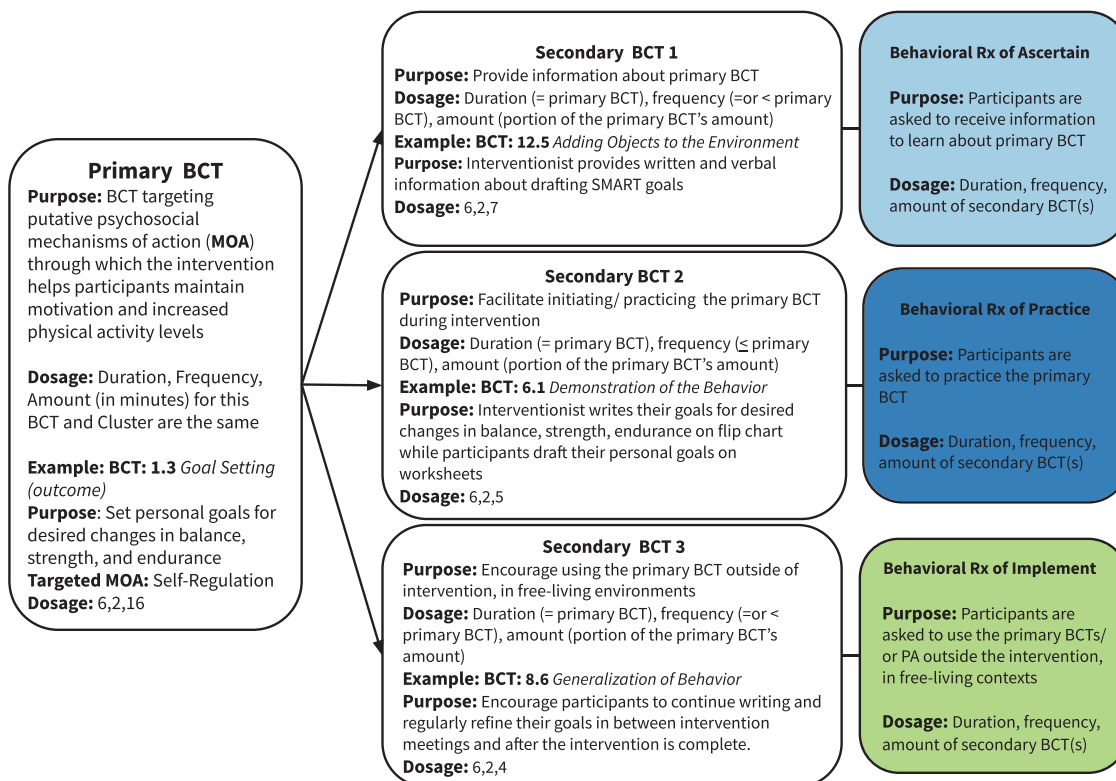 Primary BCT
Purpose: BCT targeting
putative psychosocial
mechanisms of action (MOA)
through which the intervention
helps participants maintain
motivation and increased
physical activity levels
Dosage: Duration, Frequency,
Amount (in minutes) for this
BCT and Cluster are the same
Example: BCT: 1.3 Goal Setting
(outcome)
Purpose: Set personal goals for
desired changes in balance,
strength, and endurance
Targeted MOA: Self-Regulation
Dosage: 6,2,16
Secondary BCT 1
Purpose: Provide information about primary BCT
Dosage: Duration (= primary BCT), frequency (=or < primary
BCT), amount (portion of the primary BCT's amount)
Example: BCT: 12.5 Adding Objects to the Environment
Purpose: Interventionist provides written and verbal
information about drafting SMART goals
Dosage: 6,2,7
Behavioral Rx of Ascertain
Purpose: Participants are
asked to receive information
to learn about primary BCT
Dosage: Duration, frequency,
amount of secondary BCT(s)
Secondary BCT 2
Purpose: Facilitate initiating/ practicing the primary BCT
during intervention
Dosage: Duration (= primary BCT), frequency (≤ primary
BCT), amount (portion of the primary BCT's amount)
Example: BCT: 6.1 Demonstration of the Behavior
Purpose: Interventionist writes their goals for desired
changes in balance, strength, endurance on flip chart
while participants draft their personal goals on
worksheets
Dosage: 6,2,5
Behavioral Rx of Practice
Purpose: Participants are
asked to practice the primary
BCT
Dosage: Duration, frequency,
amount of secondary BCT(s)
Secondary BCT 3
Purpose: Encourage using the primary BCT outside of
intervention, in free-living environments
Dosage: Duration (= primary BCT), frequency (=or <
primary BCT), amount (portion of the primary BCT's
amount)
Example: BCT: 8.6 Generalization of Behavior
Purpose: Encourage participants to continue writing and
regularly refine their goals in between intervention
meetings and after the intervention is complete.
Dosage: 6,2,4
Behavioral Rx of Implement
Purpose: Participants are
asked to use the primary BCTs/
or PA outside the intervention,
in free-living contexts
Dosage: Duration, frequency,
amount of secondary BCT(s)